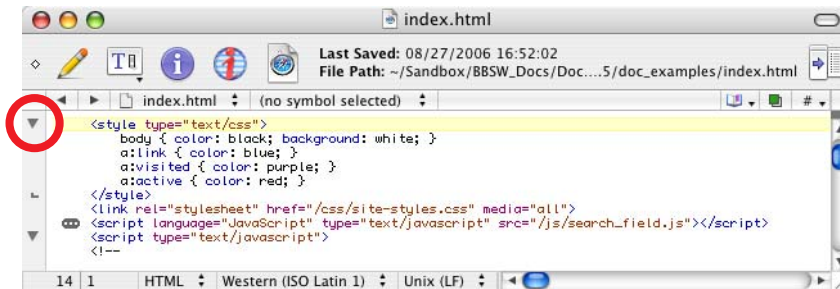 index.html
Last Saved: 08/27/2006 16:52:02
File Path: ~/Sandbox/BBSW_Docs/Doc....5/doc_examples/index.html
index.html (no symbol selected) # 
<style type="text/css">
body { color: black; background: white; }
a:link { color: blue; }
a:visited { color: purple; }
a:active { color: red; }
</style>
<link rel="stylesheet" href="/css/site-styles.css" media="all">
<script language="JavaScript" type="text/javascript" src="/js/search_field.js"></script>
<script type="text/javascript">
<!--
14 1 HTML Western (ISO Latin 1) Unix (LF)